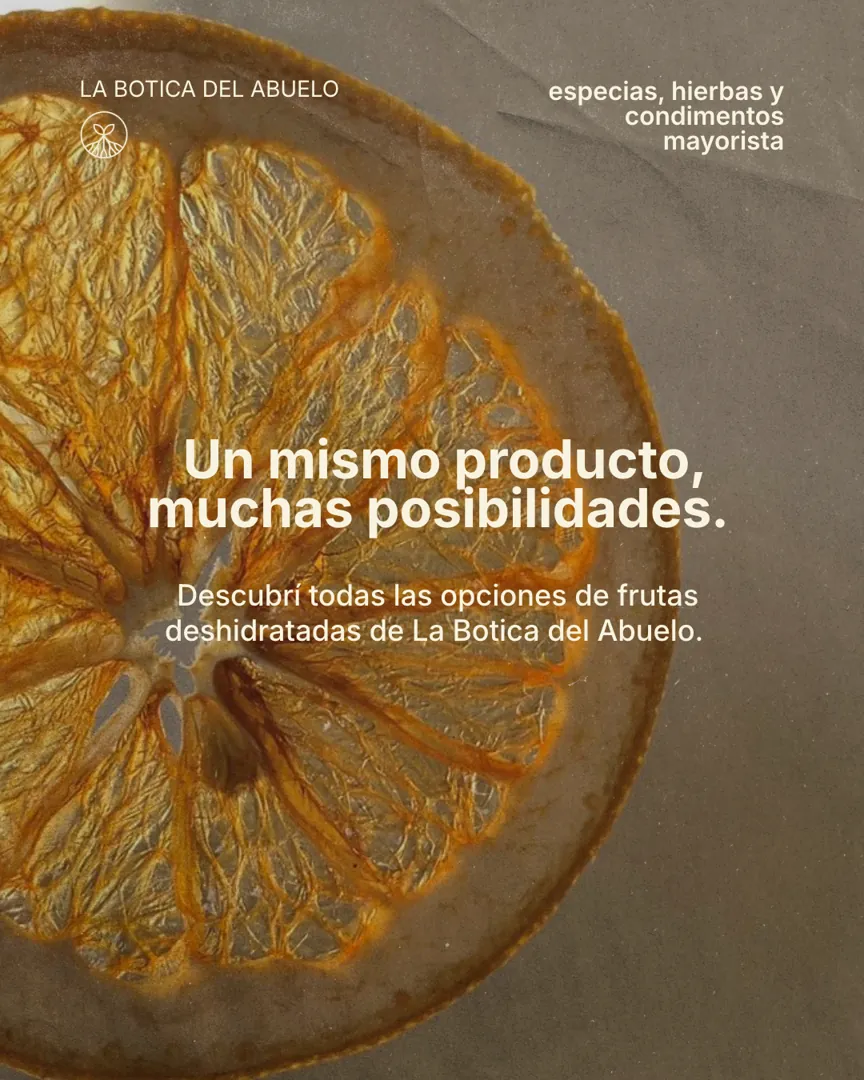 LA BOTICA DEL ABUELO
especias, hierbas y
condimentos
mayorista
Un mismo producto,
muchas posibilidades.
Descubrí todas las opciones de frutas
deshidratadas de La Botica del Abuelo.